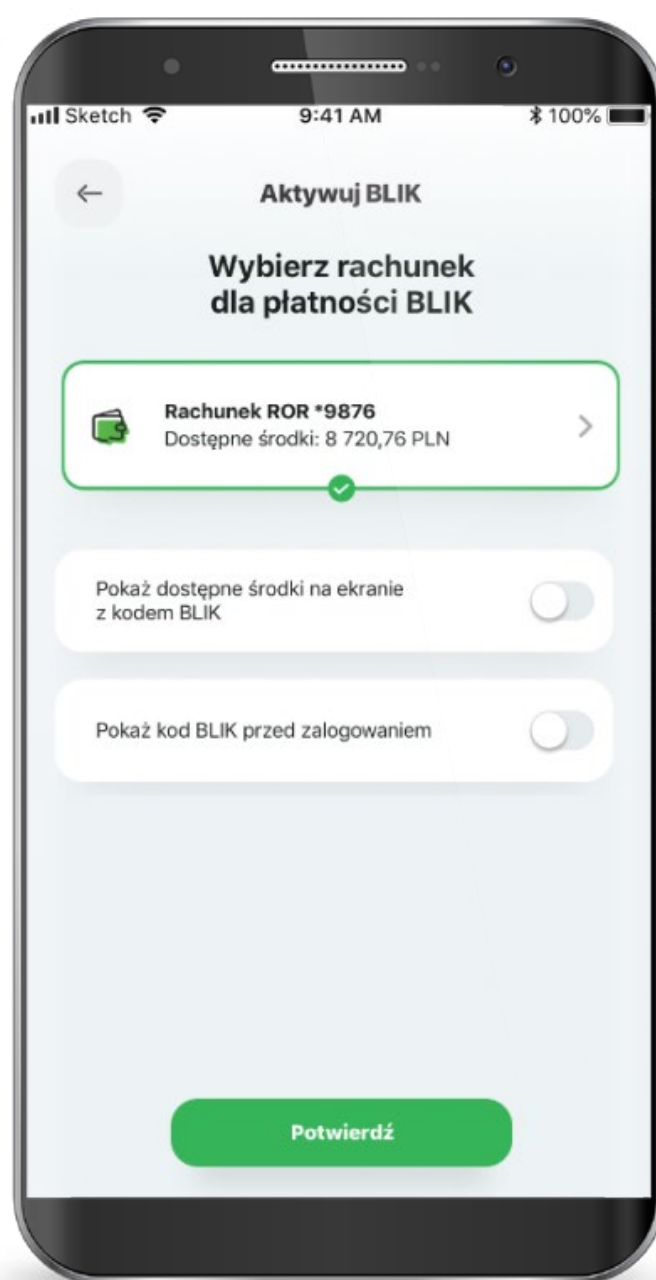 Sketch 9:41 AM 100%
Aktywuj BLIK
Wybierz rachunek
dla płatności BLIK
Rachunek ROR *9876
Dostępne środki: 8 720,76 PLN
Pokaż dostępne środki na ekranie
z kodem BLIK
Pokaż kod BLIK przed zalogowaniem
Potwierdź